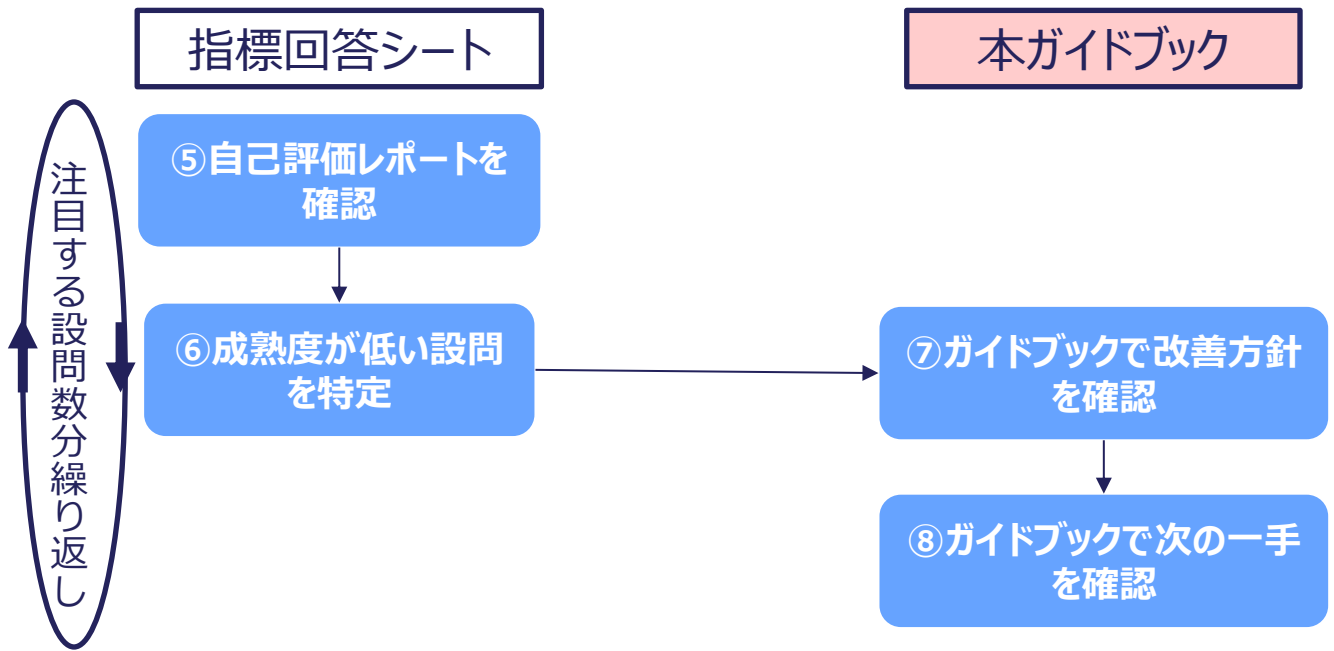 指標回答シート
本ガイドブック
注目する設問数分繰り返し
⑤自己評価レポートを
確認
⑥成熟度が低い設問
を特定
⑦ガイドブックで改善方針
を確認
⑧ガイドブックで次の一手
を確認